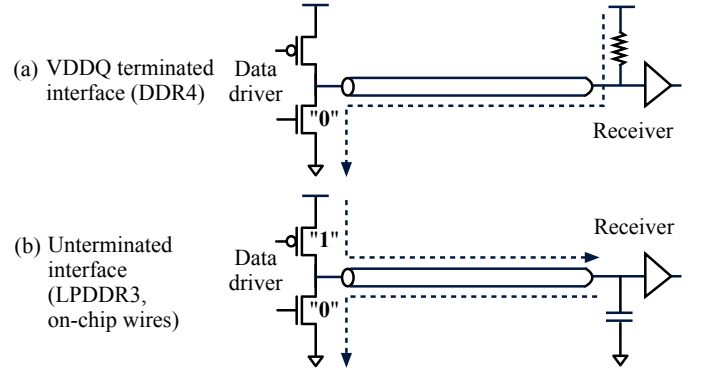 (a) VDDQ terminated
interface (DDR4)
Data
driver
"0"
Receiver
(b) Unterminated
interface
(LPDDR3,
on-chip wires)
Data
driver
"1"
"0"
Receiver